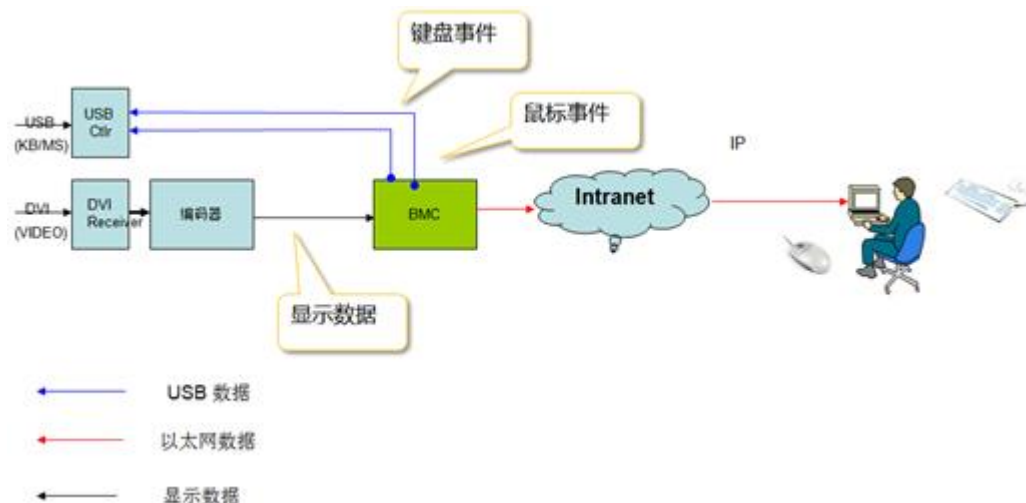 键盘事件
鼠标事件
IP
USB
(KB/MS)
USB
Ctlr
DVI
(VIDEO)
DVI
Receiver
编码器
BMC
Intranet
显示数据
USB 数据
以太网数据
显示数据